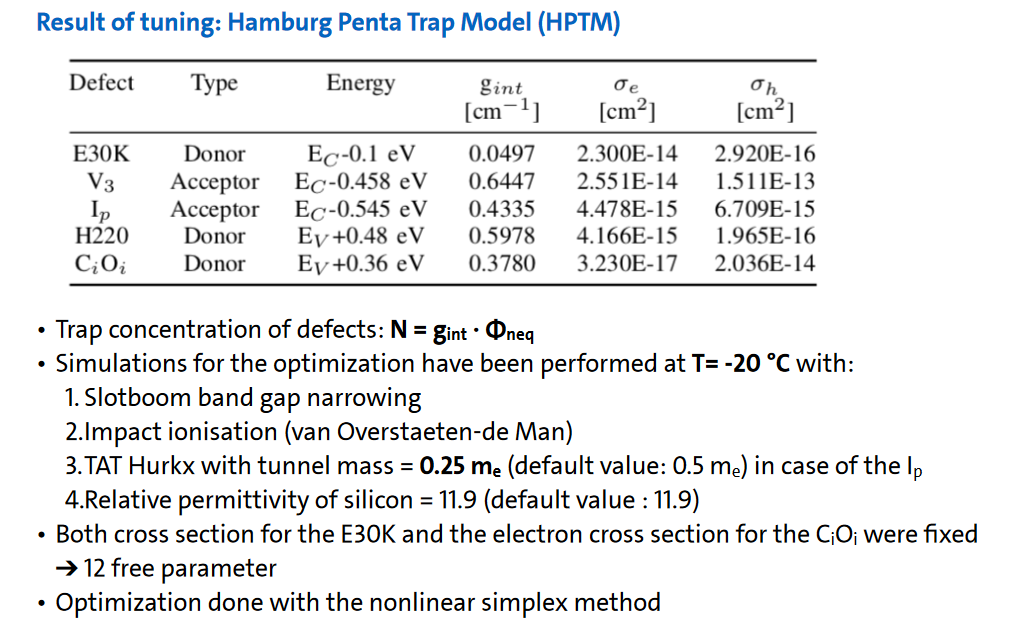 Result of tuning: Hamburg Penta Trap Model (HPTM)
Defect Type Energy g_int [cm⁻¹] σ_e [cm²] σ_h [cm²]
E30K Donor E_C-0.1 eV 0.0497 2.300E-14 2.920E-16
V₃ Acceptor E_C-0.458 eV 0.6447 2.551E-14 1.511E-13
I_p Acceptor E_C-0.545 eV 0.4335 4.478E-15 6.709E-15
H220 Donor E_V+0.48 eV 0.5978 4.166E-15 1.965E-16
C_iO_i Donor E_V+0.36 eV 0.3780 3.230E-17 2.036E-14
• Trap concentration of defects: N = g_int · Φ_neq
• Simulations for the optimization have been performed at T= -20 °C with:
1. Slotboom band gap narrowing
2.Impact ionisation (van Overstaeten-de Man)
3.TAT Hurkx with tunnel mass = 0.25 m_e (default value: 0.5 m_e) in case of the I_p
4.Relative permittivity of silicon = 11.9 (default value : 11.9)
• Both cross section for the E30K and the electron cross section for the C_iO_i were fixed
→ 12 free parameter
• Optimization done with the nonlinear simplex method